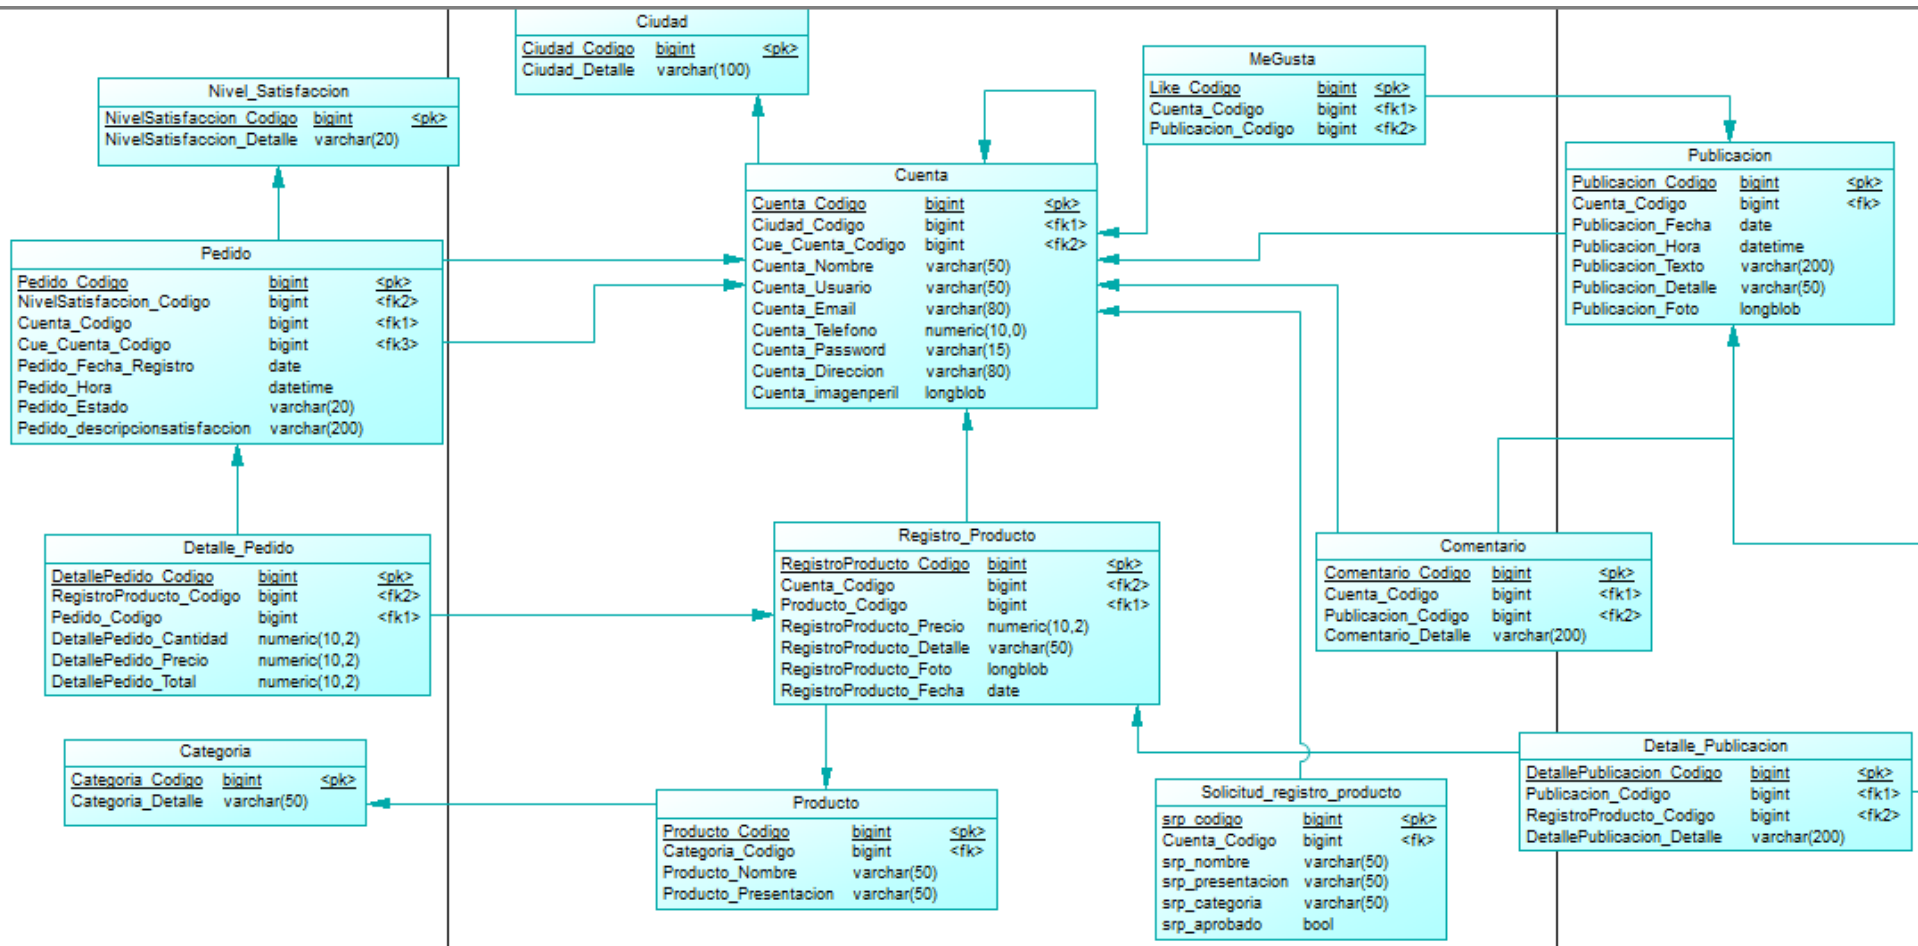 Ciudad
Ciudad_Codigo bigint <pk>
Ciudad_Detalle varchar(100)
Nivel_Satisfaccion
NivelSatisfaccion_Codigo bigint <pk>
NivelSatisfaccion_Detalle varchar(20)
MeGusta
Like_Codigo bigint <pk>
Cuenta_Codigo bigint <fk1>
Publicacion_Codigo bigint <fk2>
Publicacion
Publicacion_Codigo bigint <pk>
Cuenta_Codigo bigint <fk>
Publicacion_Fecha date
Publicacion_Hora datetime
Publicacion_Texto varchar(200)
Publicacion_Detalle varchar(50)
Publicacion_Foto longblob
Cuenta
Cuenta_Codigo bigint <pk>
Ciudad_Codigo bigint <fk1>
Cue_Cuenta_Codigo bigint <fk2>
Cuenta_Nombre varchar(50)
Cuenta_Usuario varchar(50)
Cuenta_Email varchar(80)
Cuenta_Telefono numeric(10,0)
Cuenta_Password varchar(15)
Cuenta_Direccion varchar(80)
Cuenta_imagenperil longblob
Pedido
Pedido_Codigo bigint <pk>
NivelSatisfaccion_Codigo bigint <fk2>
Cuenta_Codigo bigint <fk1>
Cue_Cuenta_Codigo bigint <fk3>
Pedido_Fecha_Registro date
Pedido_Hora datetime
Pedido_Estado varchar(20)
Pedido_descripcionsatisfaccion varchar(200)
Detalle_Pedido
DetallePedido_Codigo bigint <pk>
RegistroProducto_Codigo bigint <fk2>
Pedido_Codigo bigint <fk1>
DetallePedido_Cantidad numeric(10,2)
DetallePedido_Precio numeric(10,2)
DetallePedido_Total numeric(10,2)
Registro_Producto
RegistroProducto_Codigo bigint <pk>
Cuenta_Codigo bigint <fk2>
Producto_Codigo bigint <fk1>
RegistroProducto_Precio numeric(10,2)
RegistroProducto_Detalle varchar(50)
RegistroProducto_Foto longblob
RegistroProducto_Fecha date
Comentario
Comentario_Codigo bigint <pk>
Cuenta_Codigo bigint <fk1>
Publicacion_Codigo bigint <fk2>
Comentario_Detalle varchar(200)
Categoria
Categoria_Codigo bigint <pk>
Categoria_Detalle varchar(50)
Producto
Producto_Codigo bigint <pk>
Categoria_Codigo bigint <fk>
Producto_Nombre varchar(50)
Producto_Presentacion varchar(50)
Solicitud_registro_producto
srp_codigo bigint <pk>
Cuenta_Codigo bigint <fk>
srp_nombre varchar(50)
srp_presentacion varchar(50)
srp_categoria varchar(50)
srp_aprobado bool
Detalle_Publicacion
DetallePublicacion_Codigo bigint <pk>
Publicacion_Codigo bigint <fk1>
RegistroProducto_Codigo bigint <fk2>
DetallePublicacion_Detalle varchar(200)